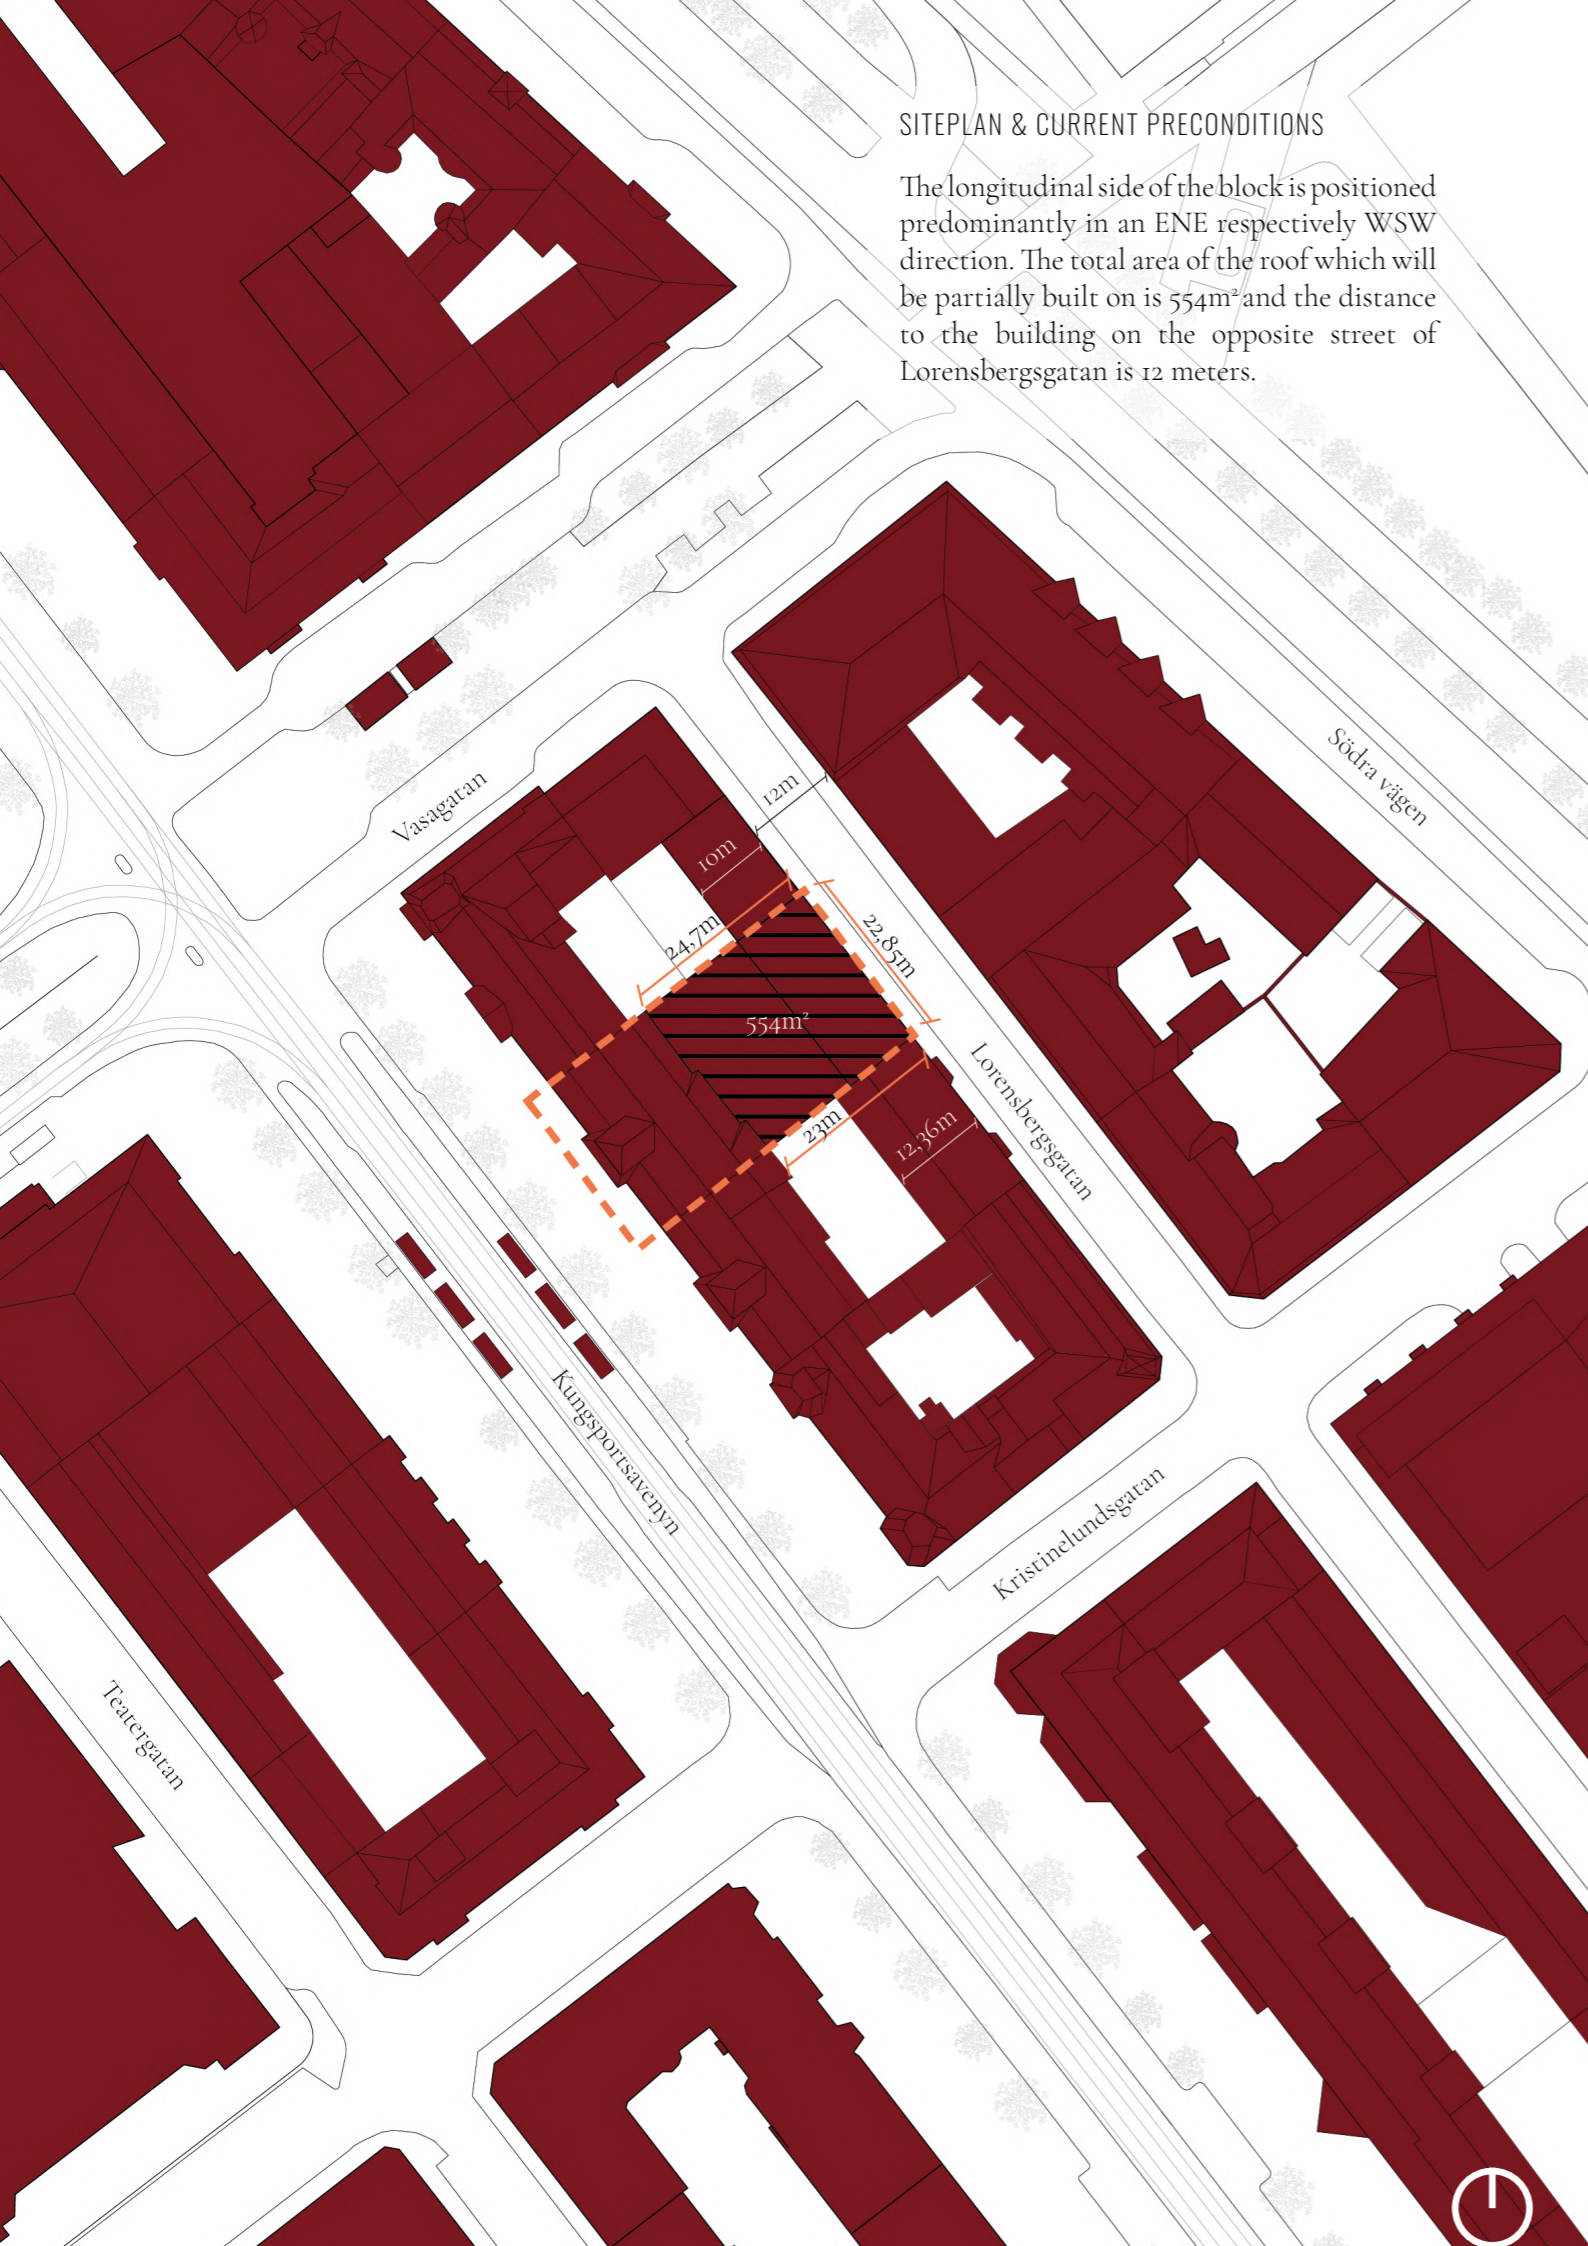 SITEPLAN & CURRENT PRECONDITIONS
The longitudinal side of the block is positioned
predominantly in an ENE respectively WSW
direction. The total area of the roof which will
be partially built on is 554m² and the distance
to the building on the opposite street of
Lorensbergsgatan is 12 meters.
Södra vägen
Vasagatan
12m
10m
24,7m
22,85m
554m²
Lorensbergsgatan
23m
12,36m
Kungsportsavenyn
Kristinelundsgatan
Teatergatan